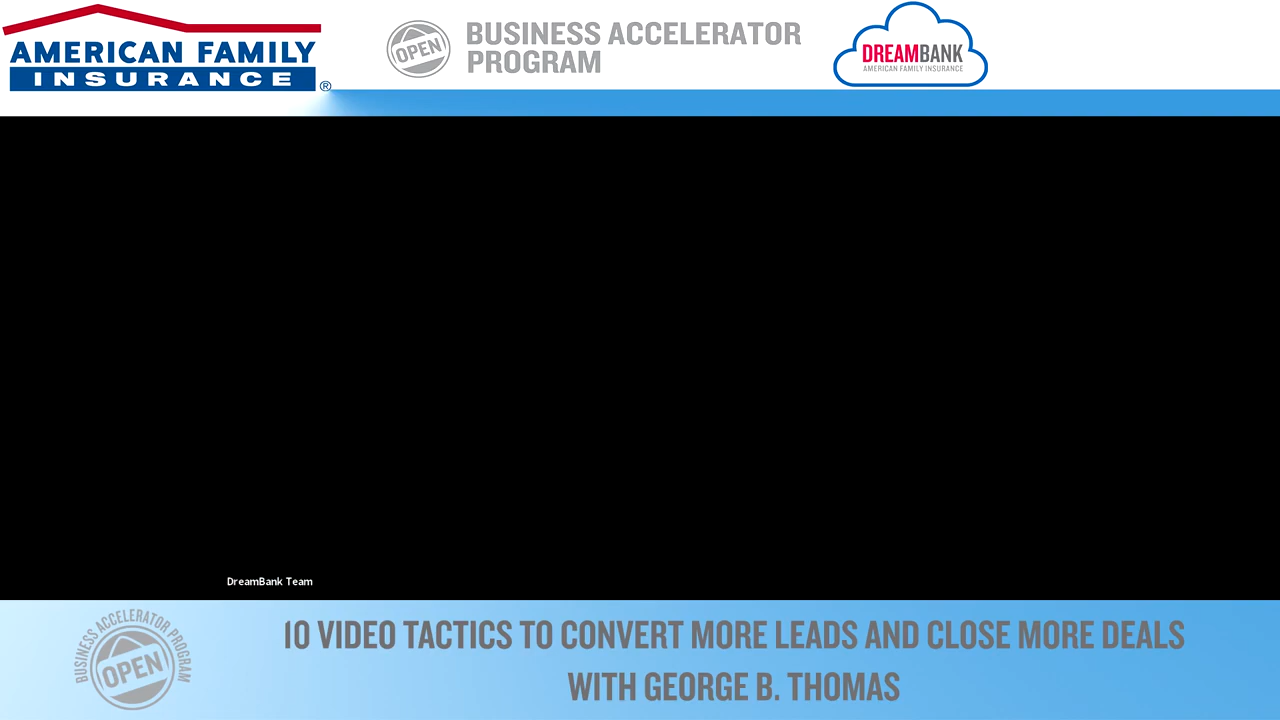 AMERICAN FAMILY
INSURANCE ®
OPEN
BUSINESS ACCELERATOR
PROGRAM
DREAMBANK
AMERICAN FAMILY INSURANCE
DreamBank Team
BUSINESS ACCELERATOR PROGRAM
OPEN
10 VIDEO TACTICS TO CONVERT MORE LEADS AND CLOSE MORE DEALS
WITH GEORGE B. THOMAS